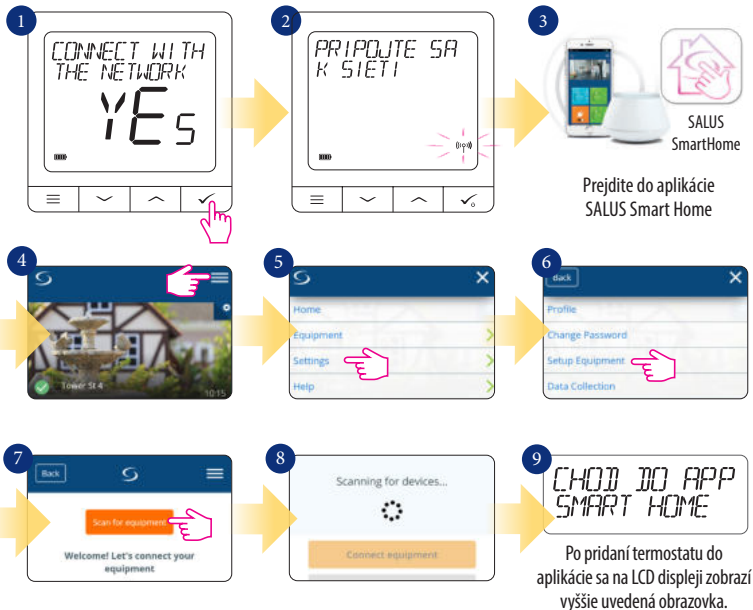 1
CONNECT WITH
THE NETWORK
YES
2
PRIPOJTE SA
K SIETI
3
SALUS
SmartHome
Prejdite do aplikácie
SALUS Smart Home
4
Tower St 4
10:15
5
Home
Equipment
Settings
Help
6
Back
Profile
Change Password
Setup Equipment
Data Collection
7
Back
Scan for equipment
Welcome! Let's connect your
equipment
8
Scanning for devices...
Connect equipment
9
CHOD DO APP
SMART HOME
Po pridaní termostatu do
aplikácie sa na LCD displeji zobrazí
vyššie uvedená obrazovka.